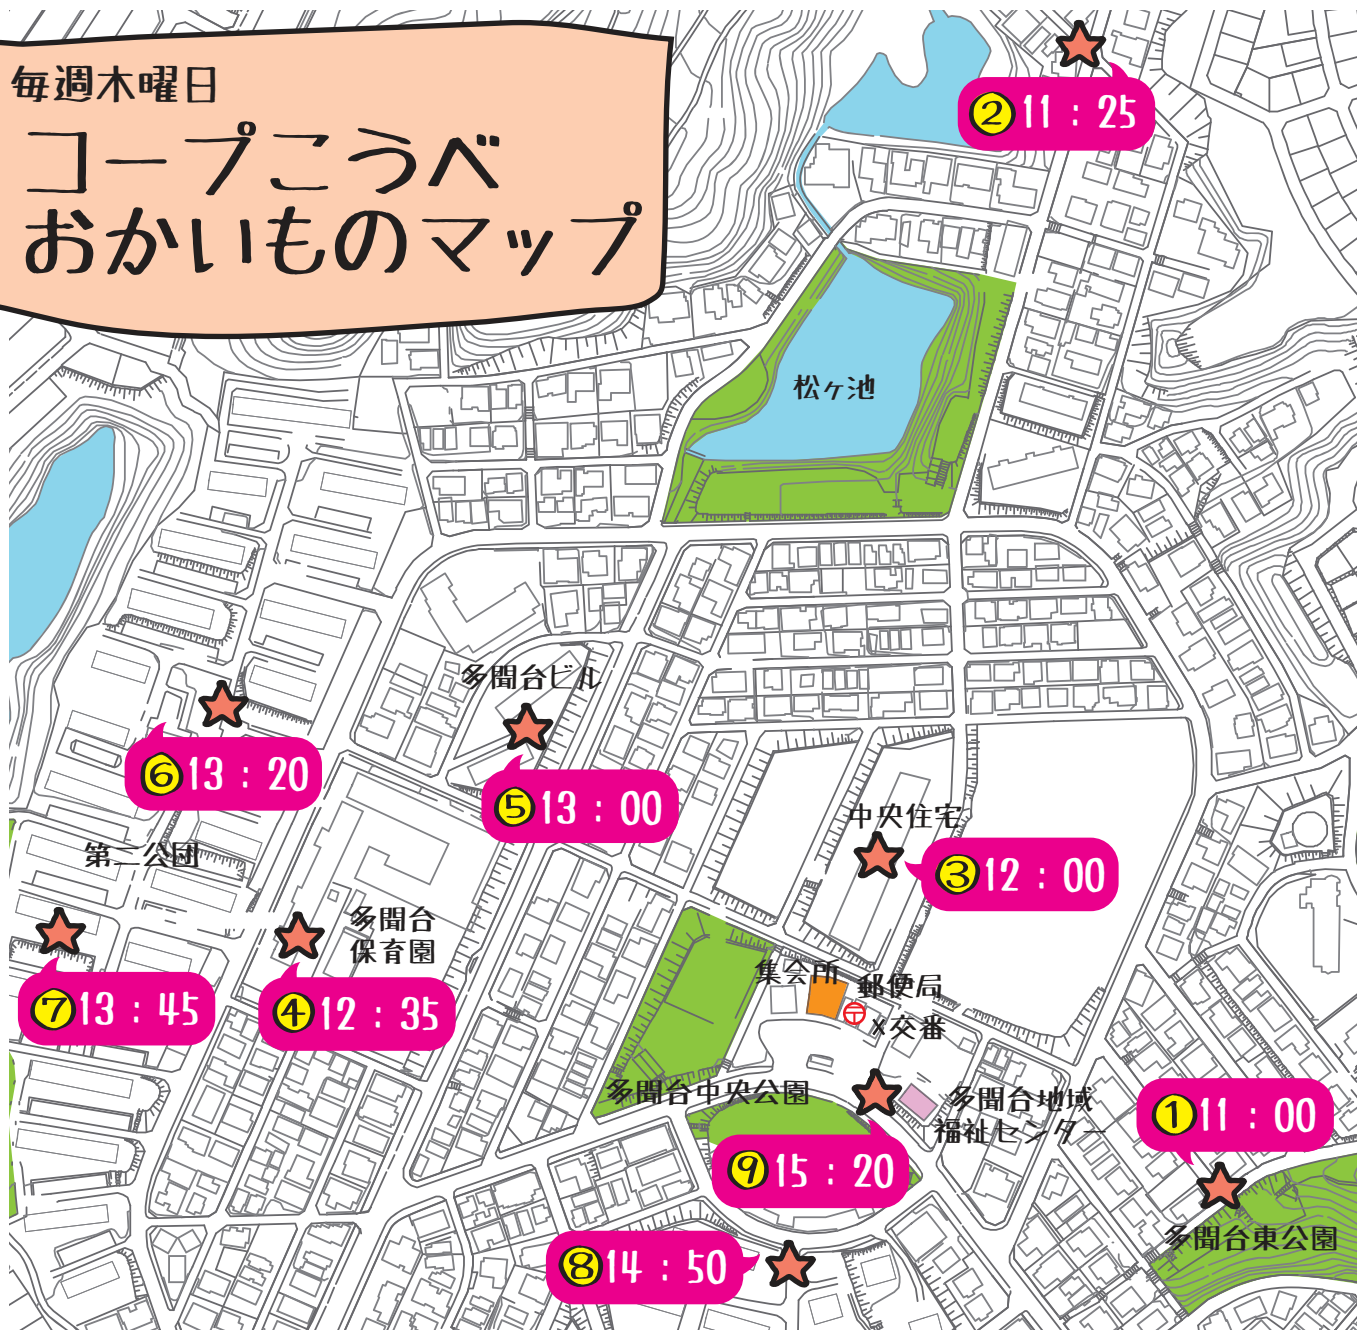 毎週木曜日
コープこうべ
おかいものマップ
②11：25
松ヶ池
多聞台ビル
⑥13：20
⑤13：00
中央住宅
③12：00
第二公団
多聞台
保育園
集会所
郵便局
〒
X交番
⑦13：45
④12：35
多聞台中央公園
多聞台地域
福祉センター
①11：00
⑨15：20
多聞台東公園
⑧14：50